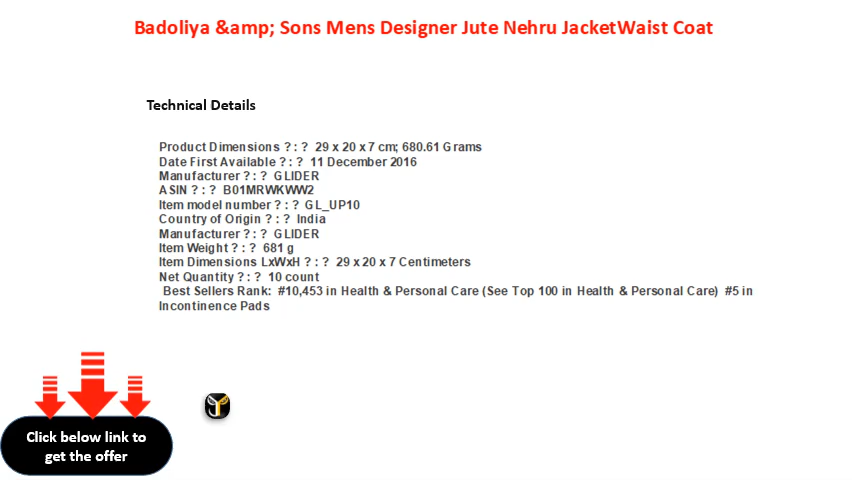 Badoliya &amp; Sons Mens Designer Jute Nehru JacketWaist Coat
Technical Details
Product Dimensions ? : ? 29 x 20 x 7 cm; 680.61 Grams
Date First Available ? : ? 11 December 2016
Manufacturer ? : ? GLIDER
ASIN ? : ? B01MRWKWW2
Item model number ? : ? GL_UP10
Country of Origin ? : ? India
Manufacturer ? : ? GLIDER
Item Weight ? : ? 681 g
Item Dimensions LxWxH ? : ? 29 x 20 x 7 Centimeters
Net Quantity ? : ? 10 count
Best Sellers Rank: #10,453 in Health & Personal Care (See Top 100 in Health & Personal Care) #5 in
Incontinence Pads
Click below link to
get the offer